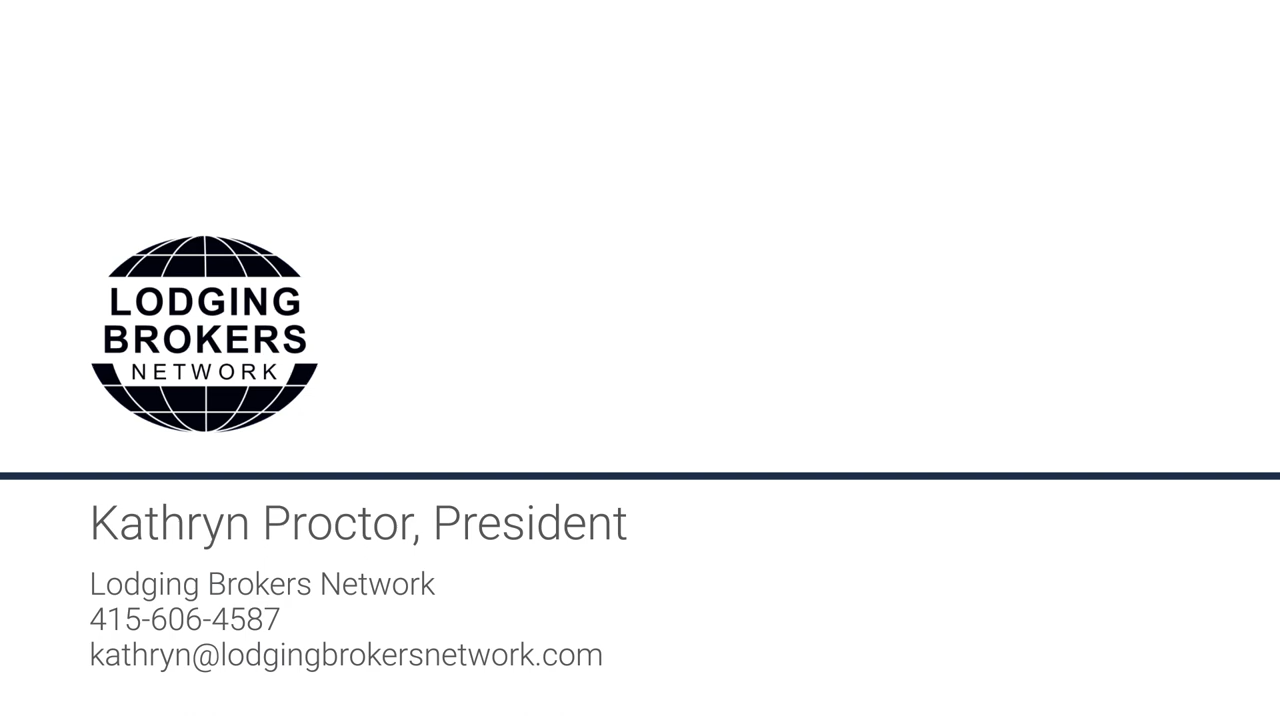 LODGING
BROKERS
NETWORK
Kathryn Proctor, President
Lodging Brokers Network
415-606-4587
kathryn@lodgingbrokersnetwork.com